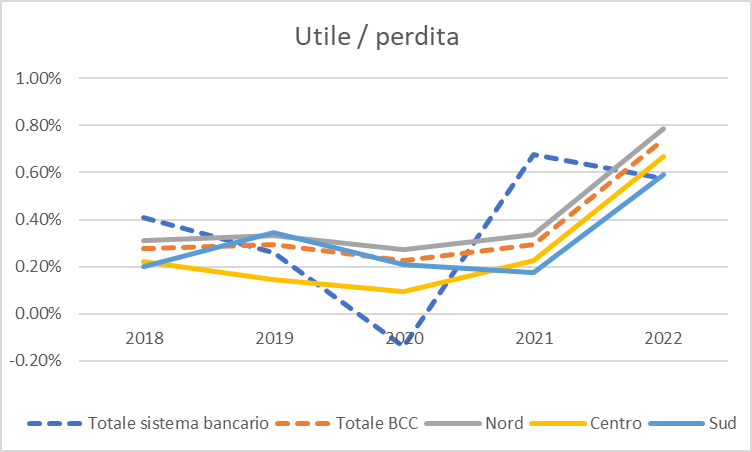 Utile / perdita
1.00%
0.80%
0.60%
0.40%
0.20%
0.00%
-0.20%
2018 2019 2020 2021 2022
Totale sistema bancario Totale BCC Nord Centro Sud